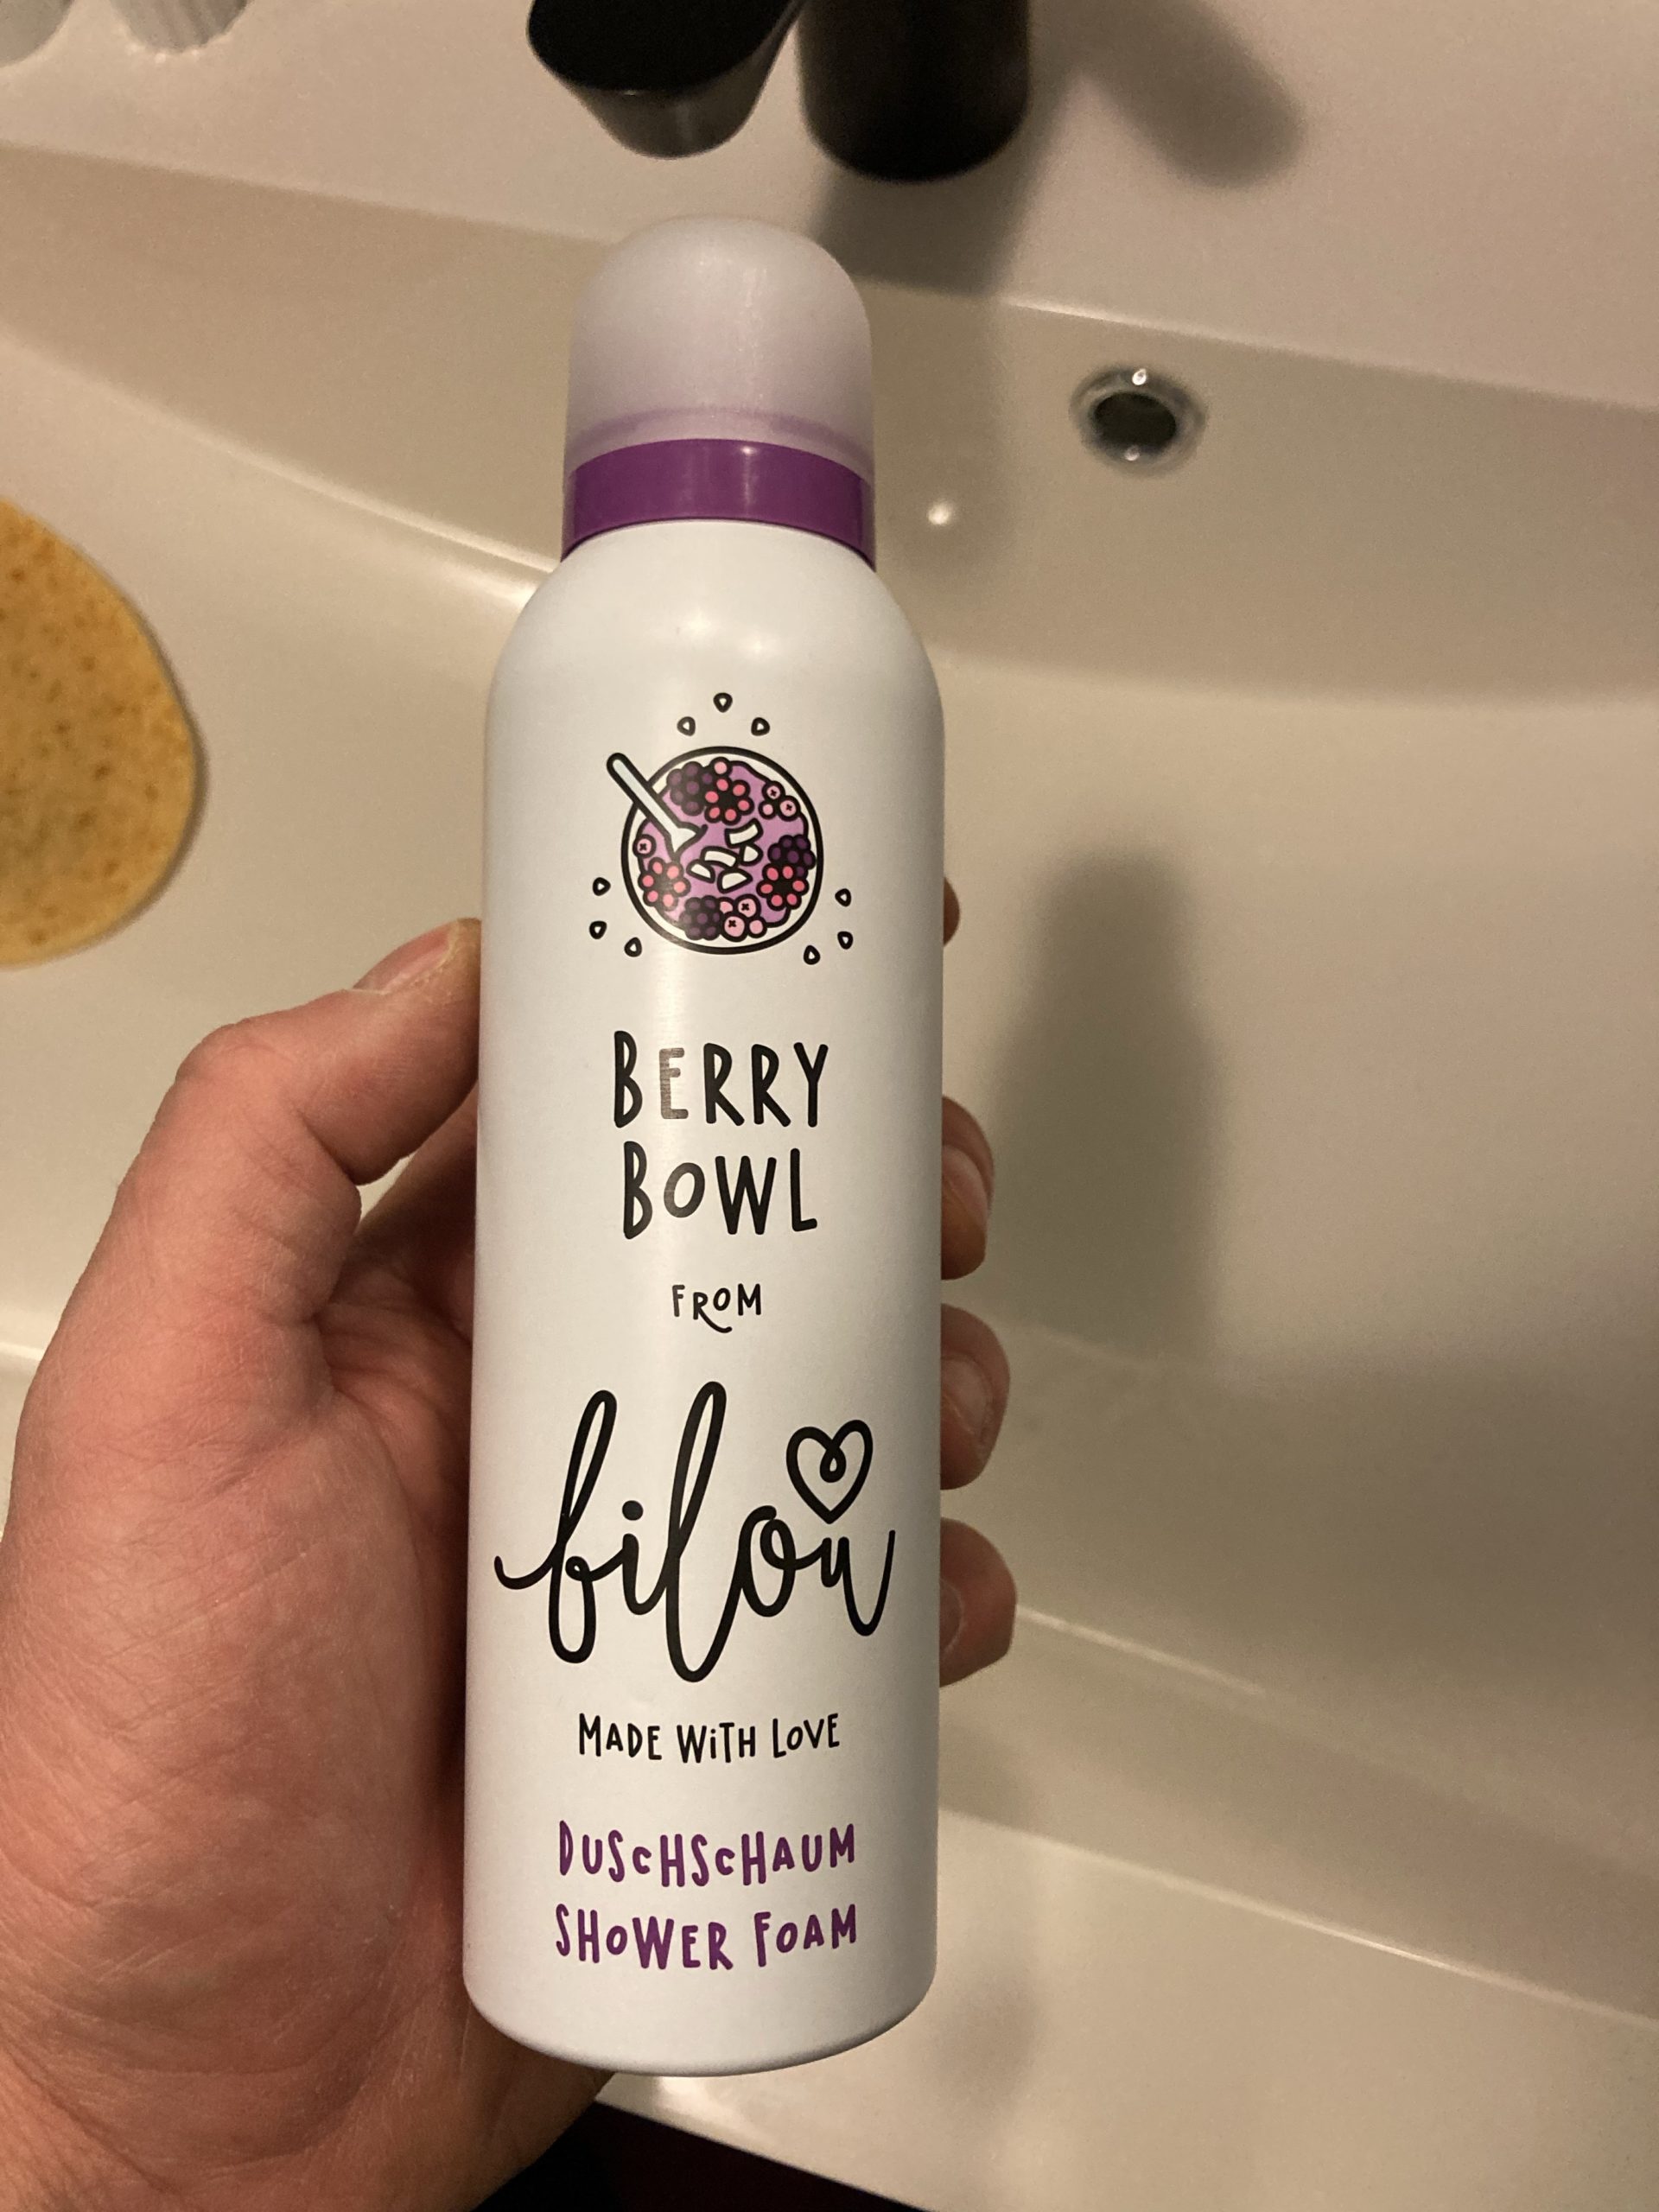 BERRY
BOWL
FROM
bilou
MADE WiTH LOVE
DUSCHSCHAUM
SHOWER FOAM